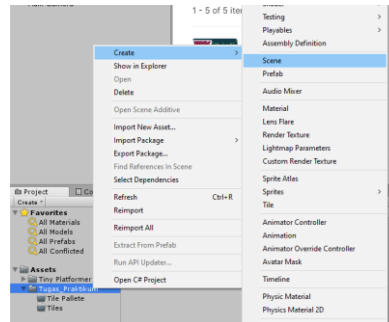 1 - 5 of 5 iter
Create
Show in Explorer
Open
Delete
Open Scene Additive
Import New Asset...
Import Package
Export Package...
Find References In Scene
Select Dependencies
Refresh Ctrl+R
Reimport
Reimport All
Extract From Prefab
Run API Updater...
Open C# Project
Testing
Playables
Assembly Definition
Scene
Prefab
Audio Mixer
Material
Lens Flare
Render Texture
Lightmap Parameters
Custom Render Texture
Sprite Atlas
Sprites
Tile
Animator Controller
Animation
Animator Override Controller
Avatar Mask
Timeline
Physic Material
Physics Material 2D
Project Co
Create
Favorites
All Materials
All Models
All Prefabs
All Conflicted
Assets
Tiny Platformer
Tugas_Praktikum
Tile Pallete
Tiles